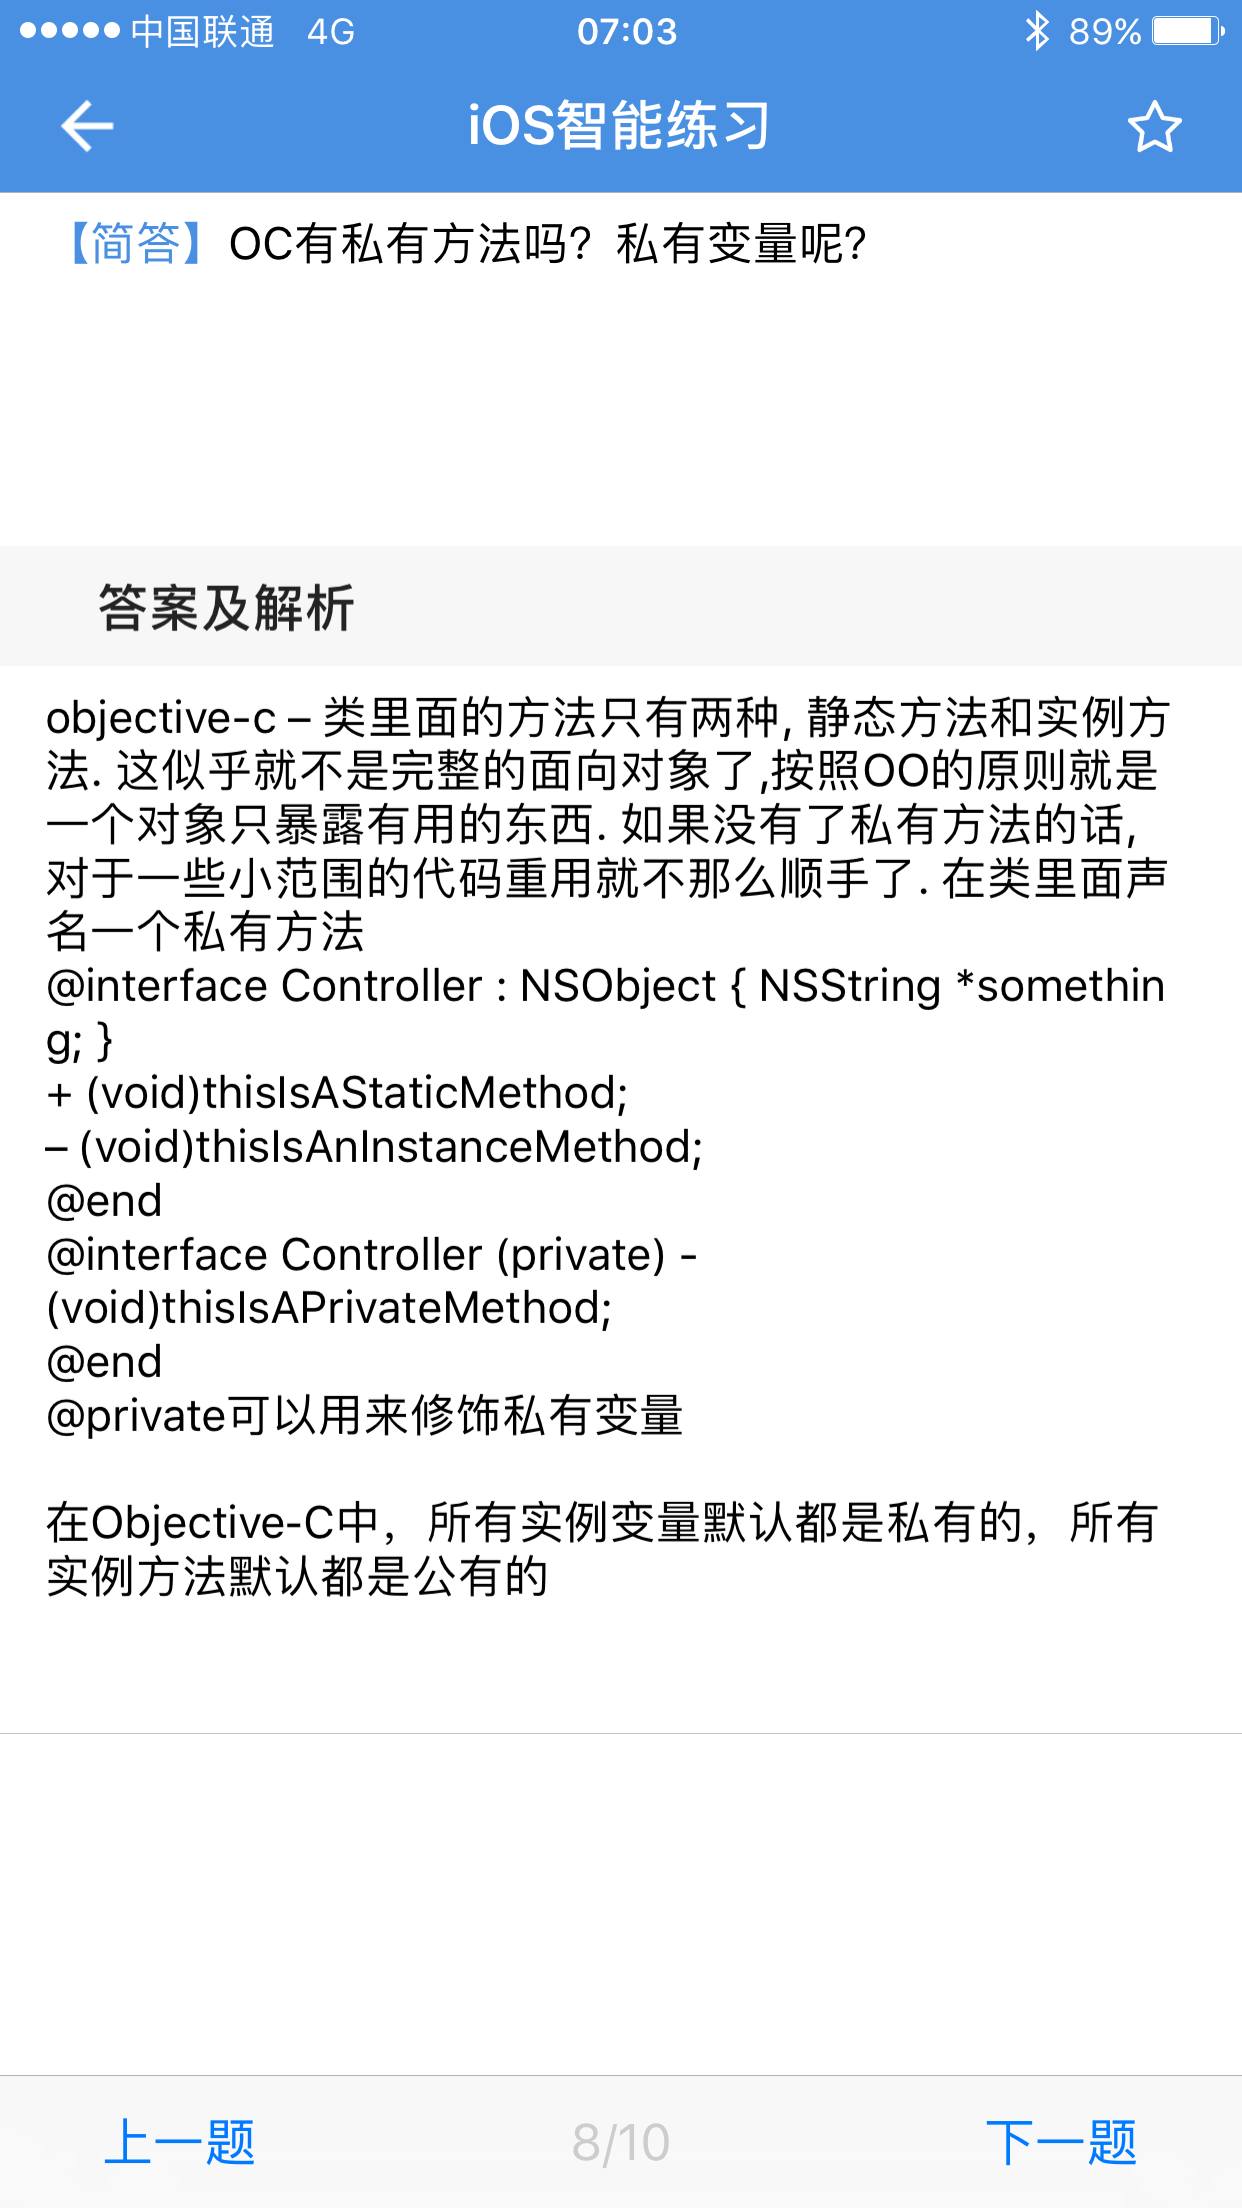 中国联通 4G 07:03 89%
iOS智能练习
【简答】OC有私有方法吗？私有变量呢？
答案及解析
objective-c – 类里面的方法只有两种, 静态方法和实例方
法. 这似乎就不是完整的面向对象了,按照OO的原则就是
一个对象只暴露有用的东西. 如果没有了私有方法的话,
对于一些小范围的代码重用就不那么顺手了. 在类里面声
名一个私有方法
@interface Controller : NSObject { NSString *somethin
g; }
+ (void)thisIsAStaticMethod;
– (void)thisIsAnInstanceMethod;
@end
@interface Controller (private) -
(void)thisIsAPrivateMethod;
@end
@private可以用来修饰私有变量
在Objective-C中，所有实例变量默认都是私有的，所有
实例方法默认都是公有的
上一题 8/10 下一题